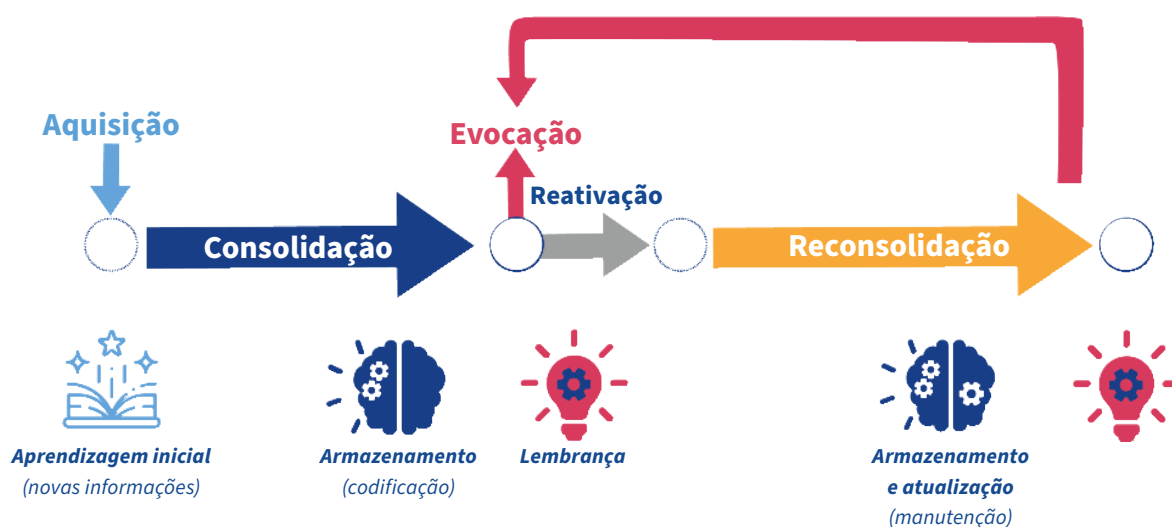 Aquisição
Evocação
Reativação
Consolidação
Reconsolidação
Aprendizagem inicial
(novas informações)
Armazenamento
(codificação)
Lembrança
Armazenamento
e atualização
(manutenção)